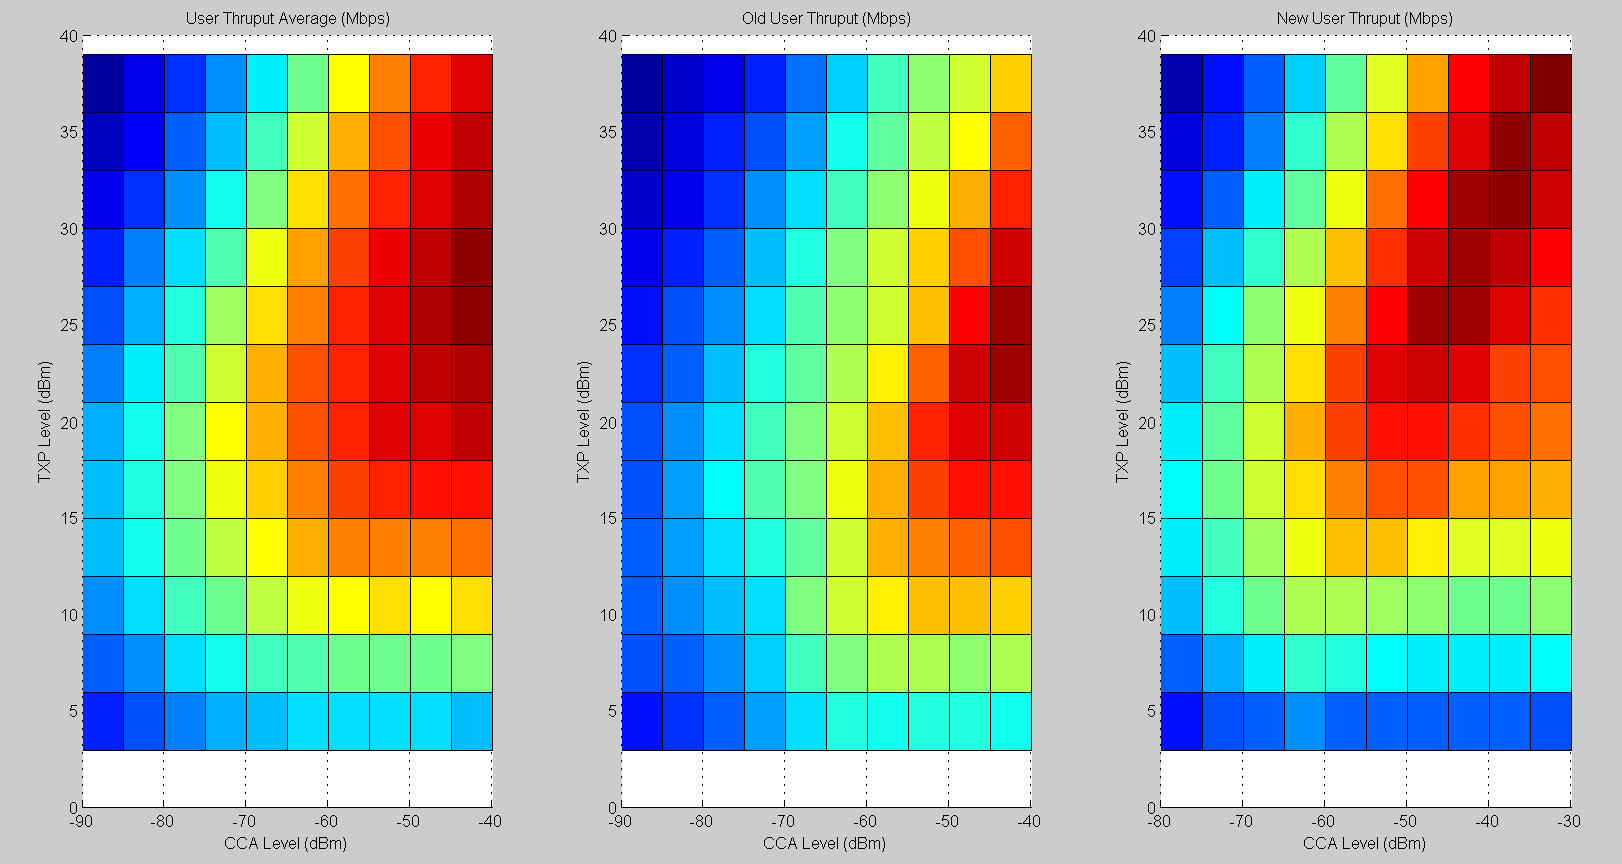 User Thruput Average (Mbps)
40
35
30
25
20
15
10
5
0
TXP Level (dBm)
-90 -80 -70 -60 -50 -40
CCA Level (dBm)
Old User Thruput (Mbps)
40
35
30
25
20
15
10
5
0
TXP Level (dBm)
-90 -80 -70 -60 -50 -40
CCA Level (dBm)
New User Thruput (Mbps)
40
35
30
25
20
15
10
5
0
TXP Level (dBm)
-80 -70 -60 -50 -40 -30
CCA Level (dBm)